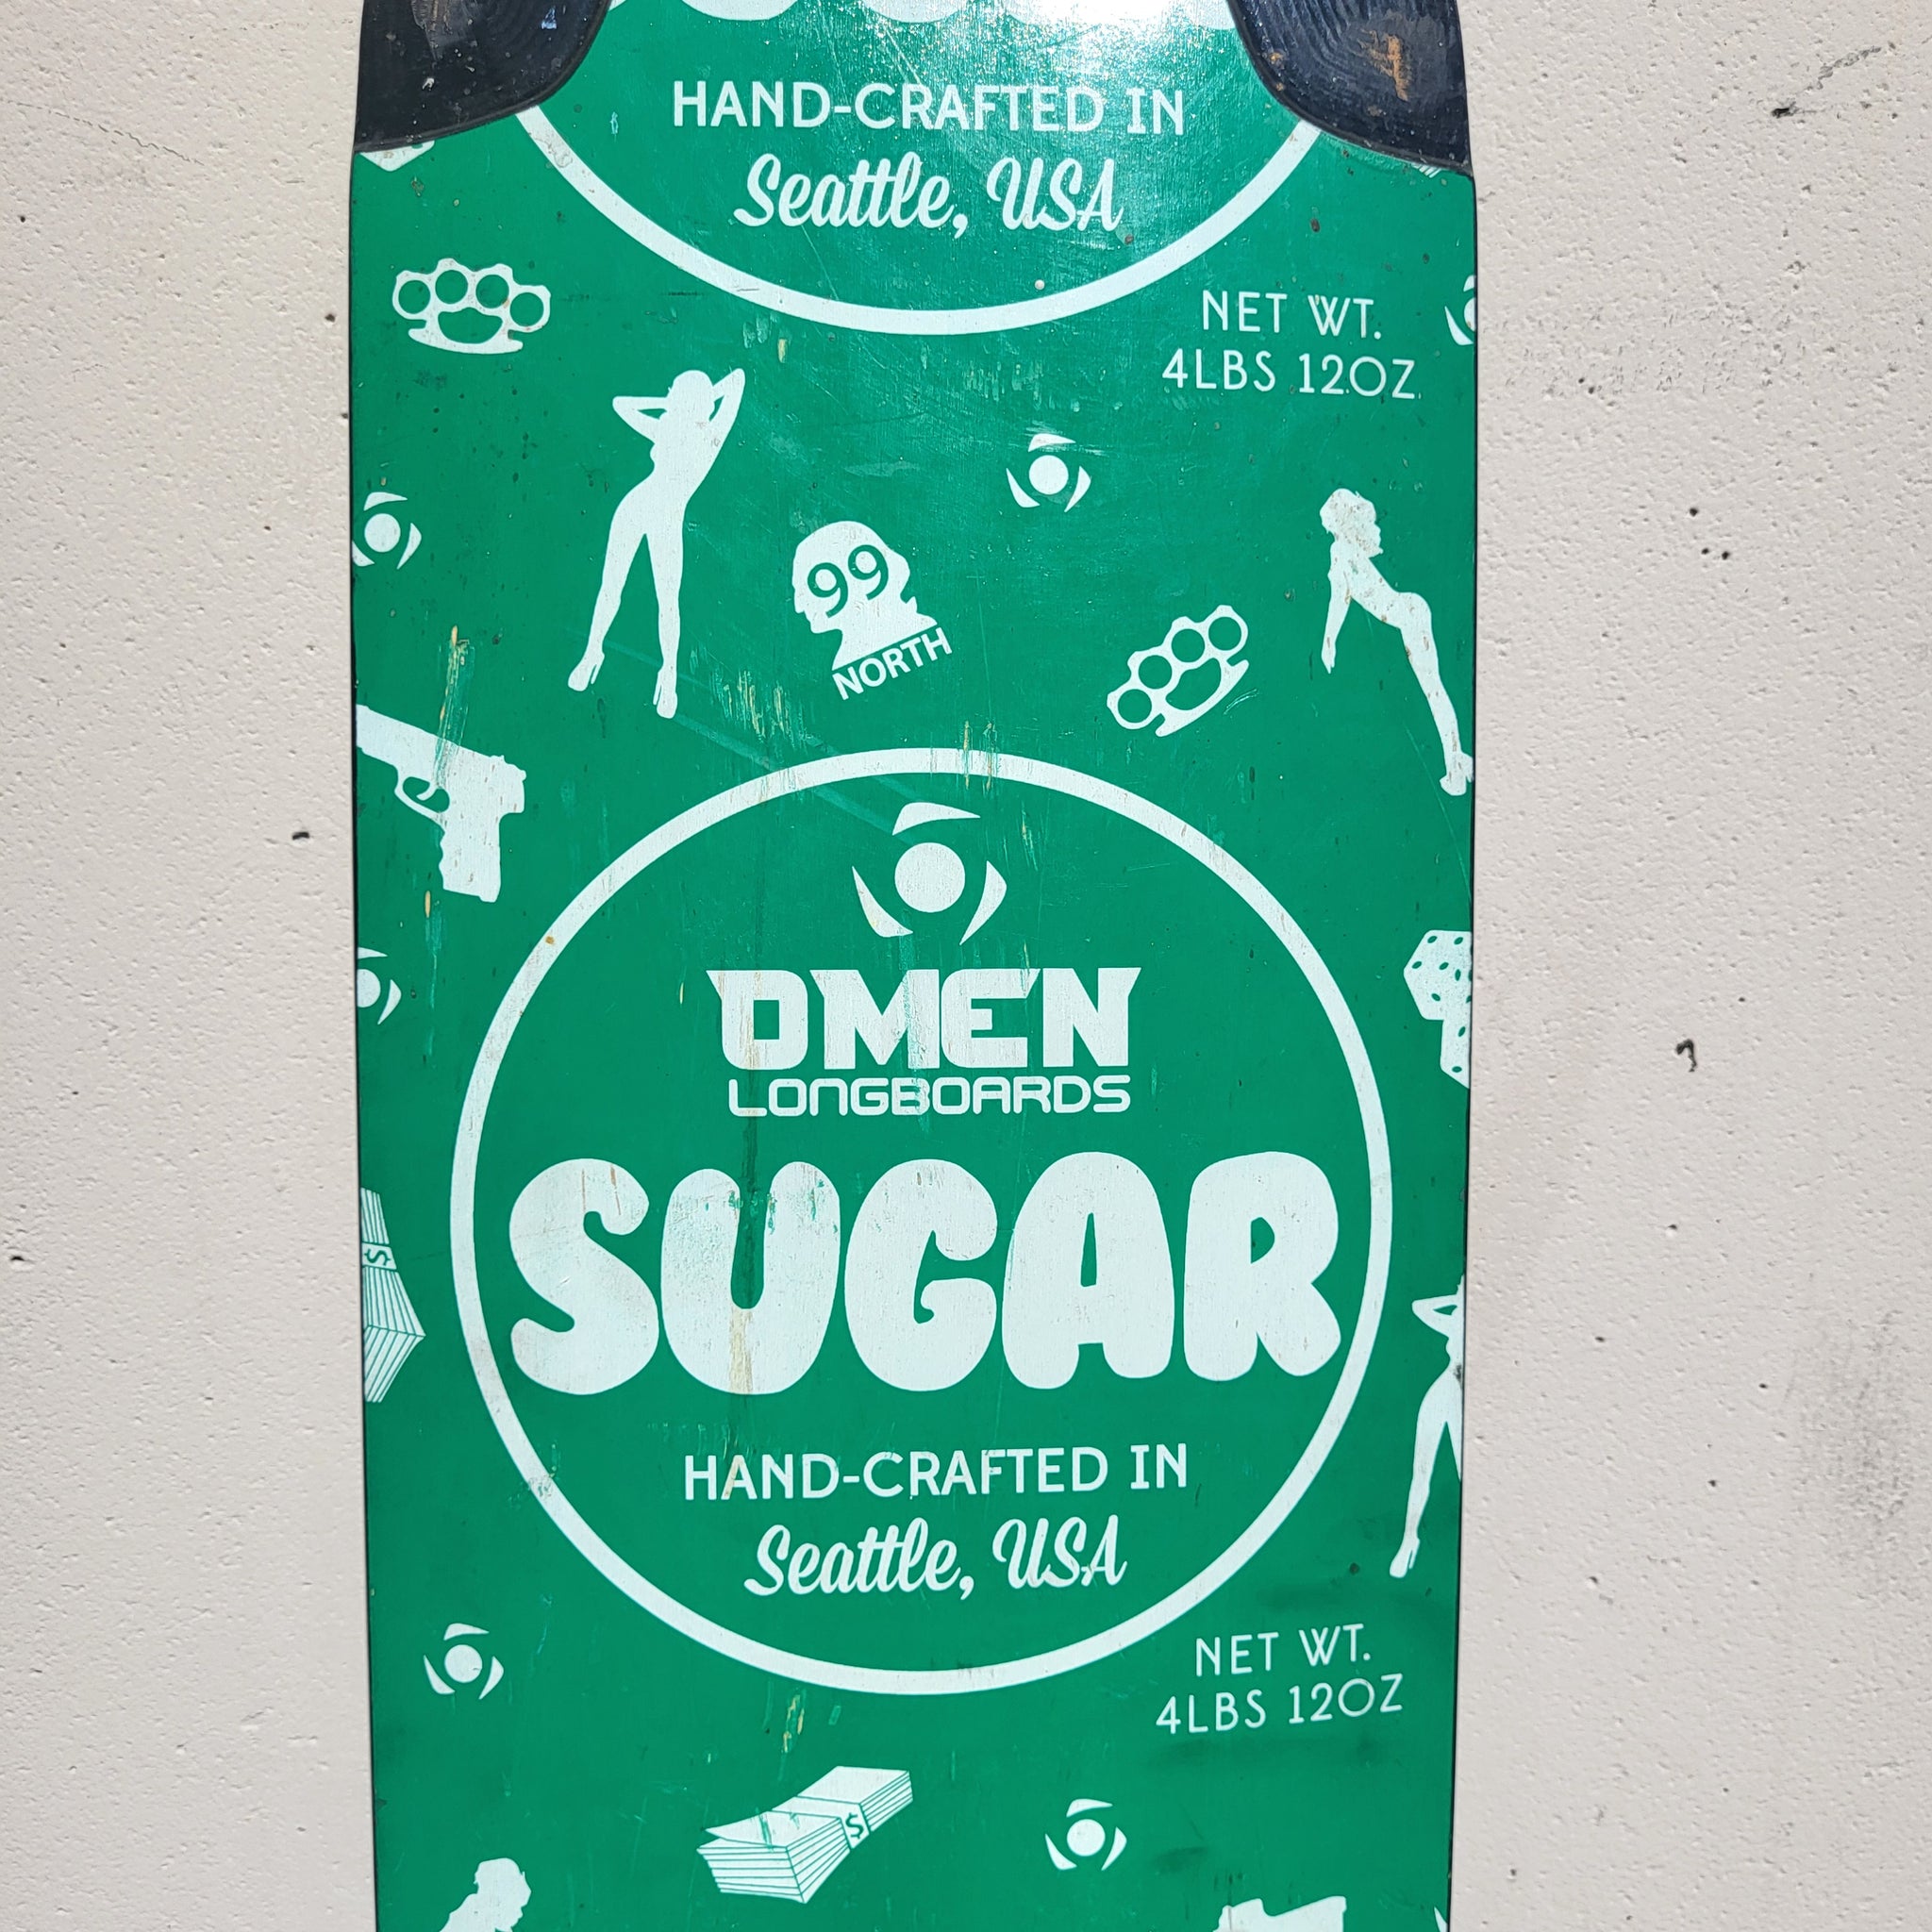 HAND-CRAFTED IN
Seattle, USA
NET WT.
4LBS 12OZ
99
NORTH
OMEN
LONGBOARDS
SUGAR
HAND-CRAFTED IN
Seattle, USA
NET WT.
4LBS 12OZ
$
$